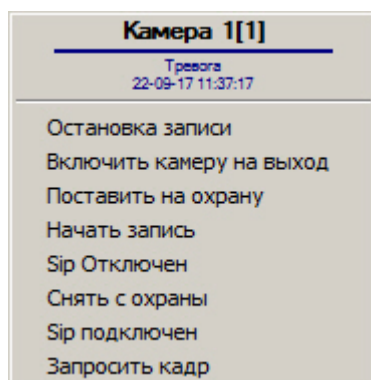 Камера 1[1]
Тревога
22-09-17 11:37:17
Остановка записи
Включить камеру на выход
Поставить на охрану
Начать запись
Sip Отключен
Снять с охраны
Sip подключен
Запросить кадр